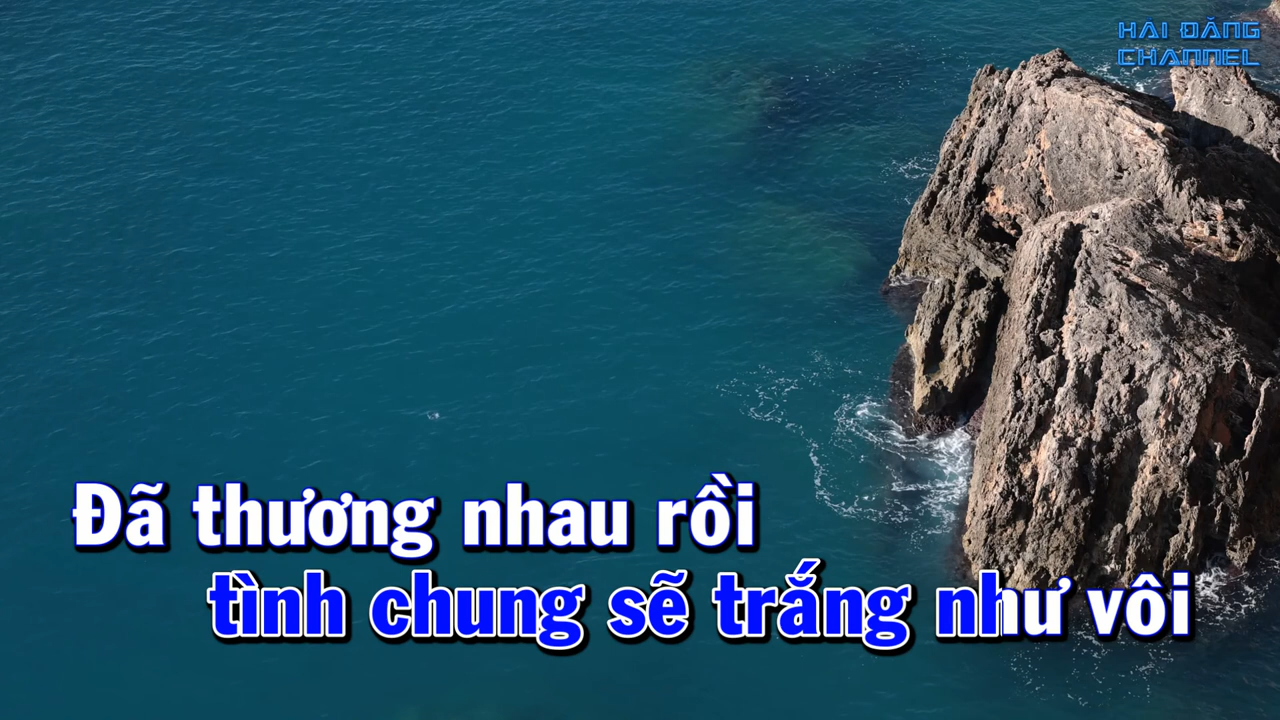 HẢI ĐĂNG
CHANNEL
Đã thương nhau rồi
tình chung sẽ trắng như vôi